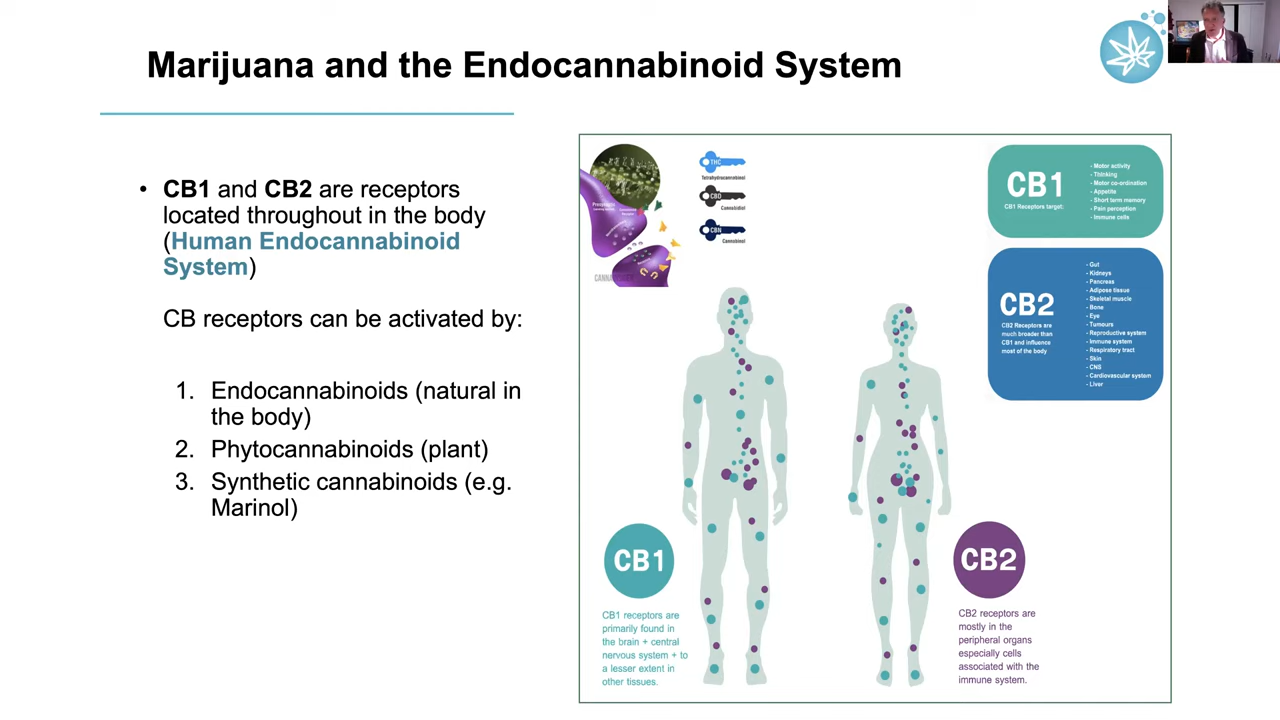 Marijuana and the Endocannabinoid System
• CB1 and CB2 are receptors
located throughout in the body
(Human Endocannabinoid
System)
CB receptors can be activated by:
1. Endocannabinoids (natural in
the body)
2. Phytocannabinoids (plant)
3. Synthetic cannabinoids (e.g.
Marinol)
THC
Tetrahydrocannabinol
CBD
Cannabidiol
CBN
Cannabinol
CB1
CB1 Receptors target:
- Motor activity
- Thinking
- Motor co-ordination
- Appetite
- Short term memory
- Pain perception
- Immune cells
CB2
CB2 Receptors are
much broader than
CB1 and influence
most of the body
- Gut
- Kidneys
- Pancreas
- Adipose tissue
- Skeletal muscle
- Bone
- Eye
- Tumours
- Reproductive system
- Immune system
- Respiratory tract
- Skin
- CNS
- Cardiovascular system
- Liver
CB1
CB1 receptors are
primarily found in
the brain + central
nervous system + to
a lesser extent in
other tissues.
CB2
CB2 receptors are
mostly in the
peripheral organs
especially cells
associated with the
immune system.